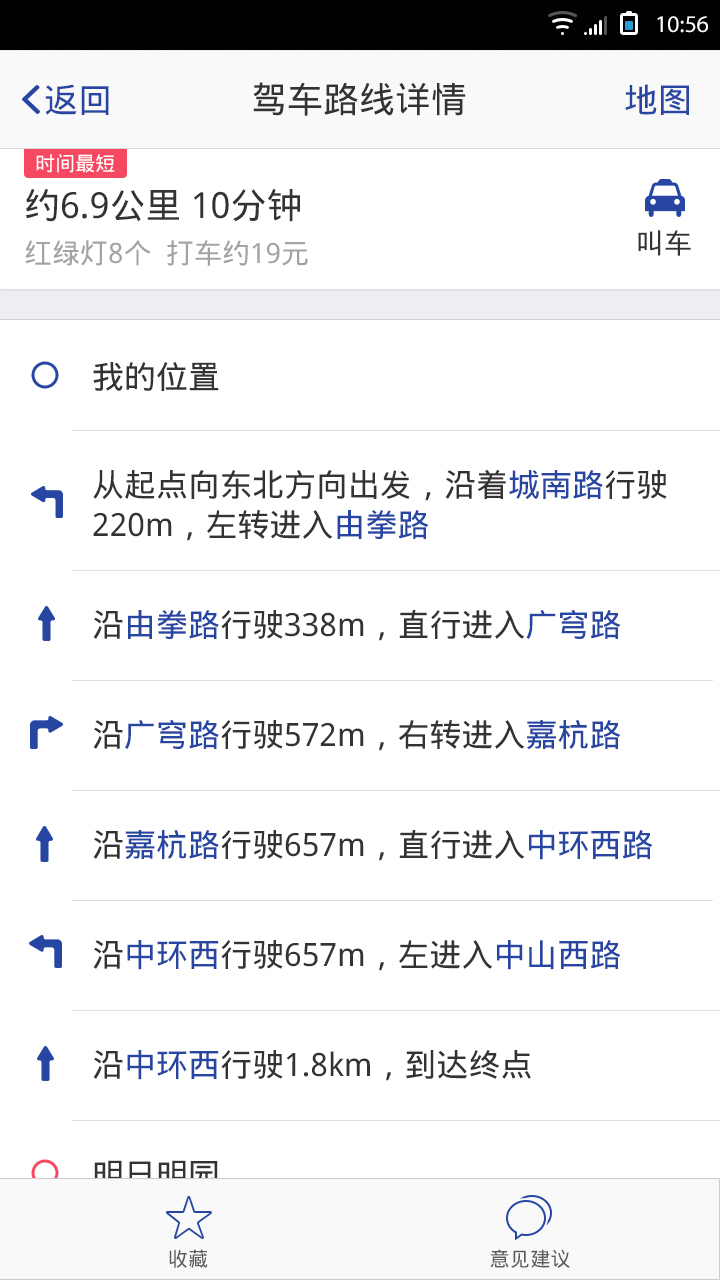 10:56
返回
驾车路线详情
地图
时间最短
约6.9公里 10分钟
红绿灯8个 打车约19元
叫车
我的位置
从起点向东北方向出发，沿着城南路行驶
220m，左转进入由拳路
沿由拳路行驶338m，直行进入广穹路
沿广穹路行驶572m，右转进入嘉杭路
沿嘉杭路行驶657m，直行进入中环西路
沿中环西行驶657m，左进入中山西路
沿中环西行驶1.8km，到达终点
明日明园
收藏
意见建议